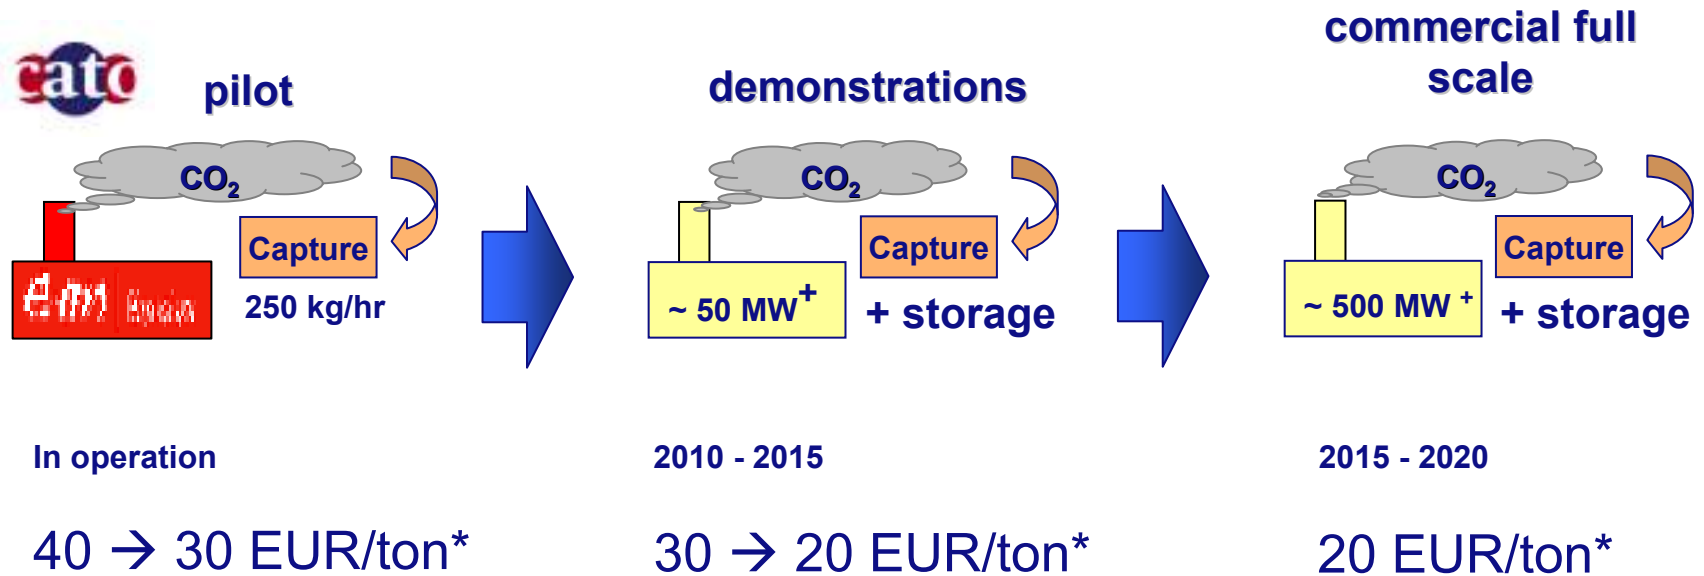 cato
pilot
CO2
Capture
250 kg/hr
In operation
40 → 30 EUR/ton*
demonstrations
CO2
Capture
~ 50 MW+
+ storage
2010 - 2015
30 → 20 EUR/ton*
commercial full
scale
CO2
Capture
~ 500 MW +
+ storage
2015 - 2020
20 EUR/ton*